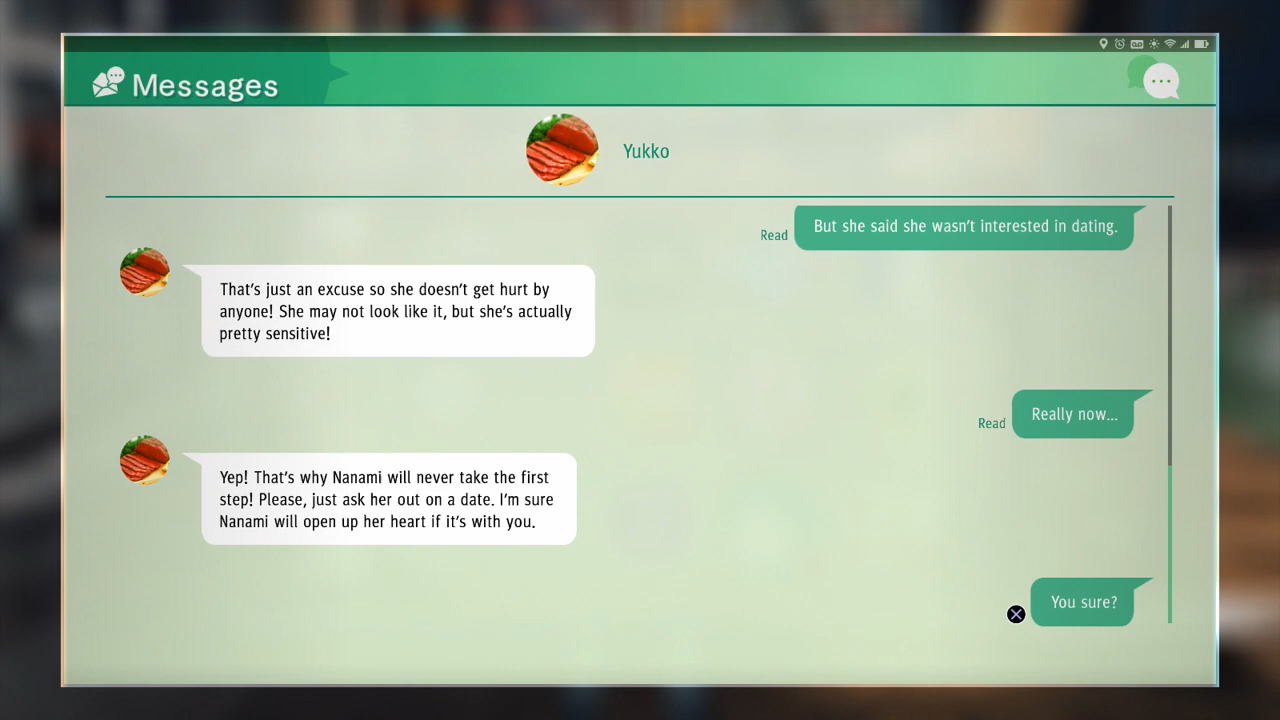 Messages
Yukko
But she said she wasn't interested in dating.
Read
That's just an excuse so she doesn't get hurt by
anyone! She may not look like it, but she's actually
pretty sensitive!
Really now...
Read
Yep! That's why Nanami will never take the first
step! Please, just ask her out on a date. I'm sure
Nanami will open up her heart if it's with you.
You sure?